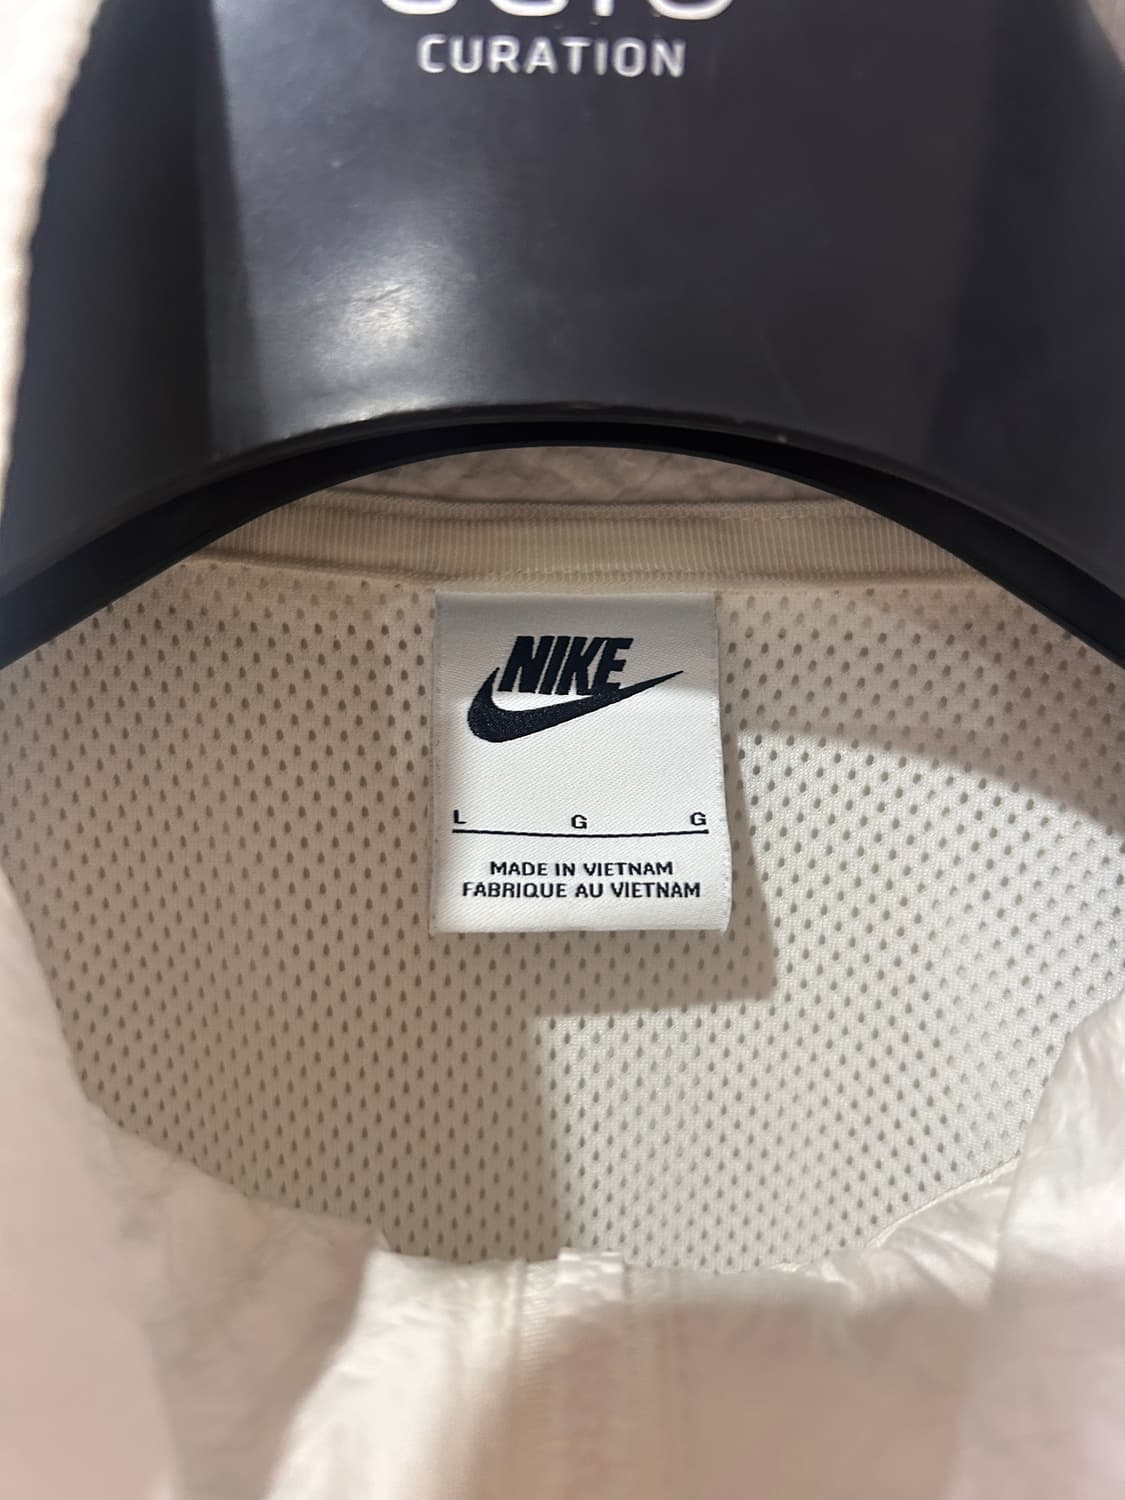 CURATION
NIKE
L G G
MADE IN VIETNAM
FABRIQUE AU VIETNAM